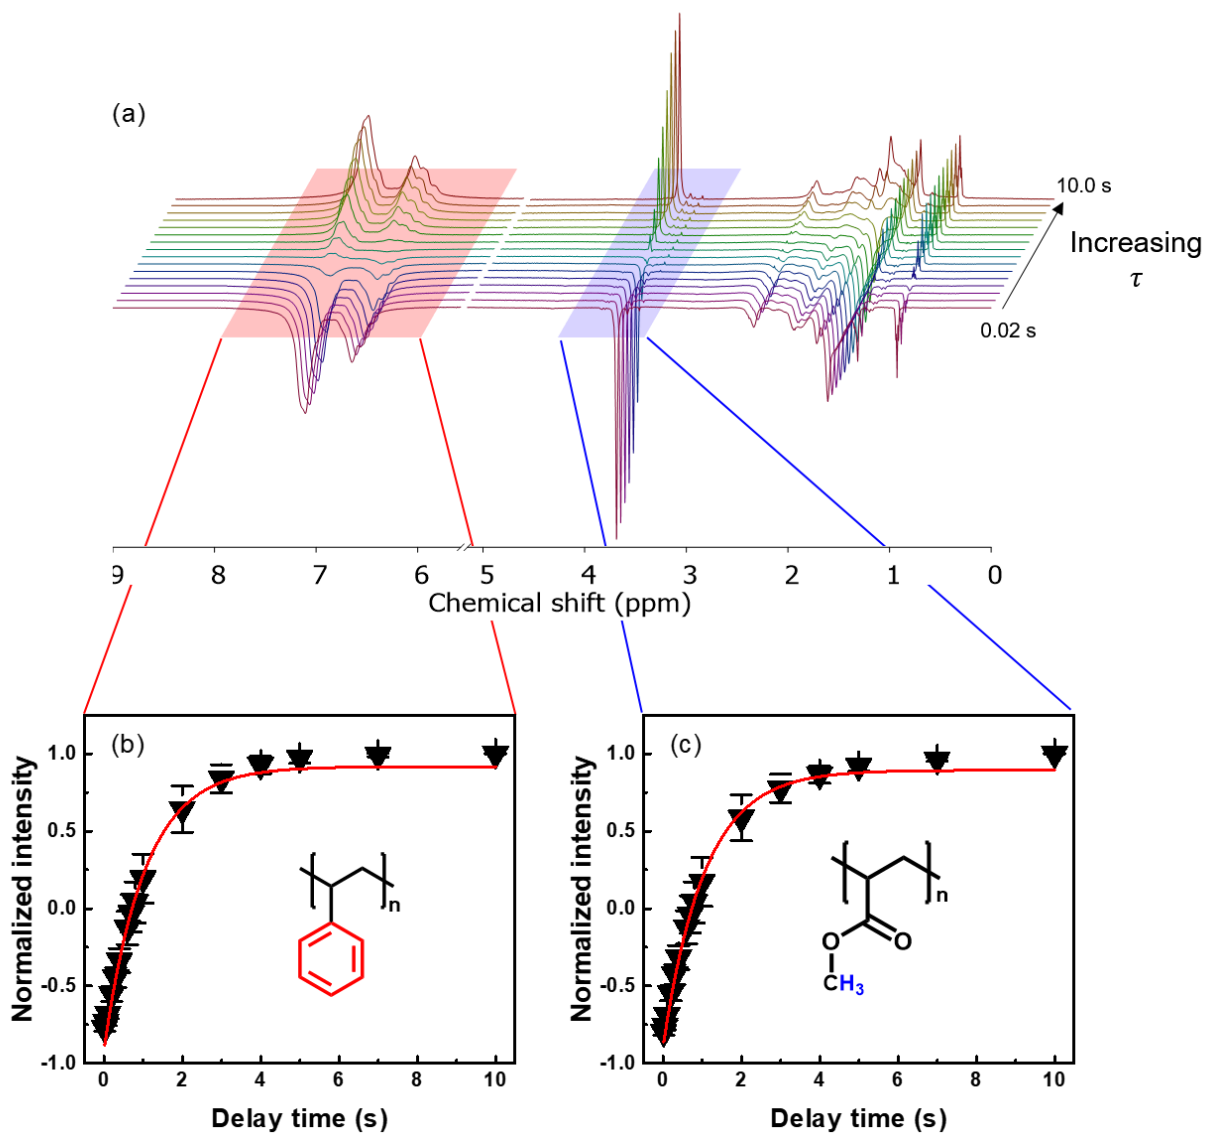 (a)
10.0 s
Increasing
τ
0.02 s
9 8 7 6 5 4 3 2 1 0
Chemical shift (ppm)
(b)
Normalized intensity
1.0
0.5
0.0
-0.5
-1.0
n
0 2 4 6 8 10
Delay time (s)
(c)
Normalized intensity
1.0
0.5
0.0
-0.5
-1.0
n
O O
CH3
0 2 4 6 8 10
Delay time (s)